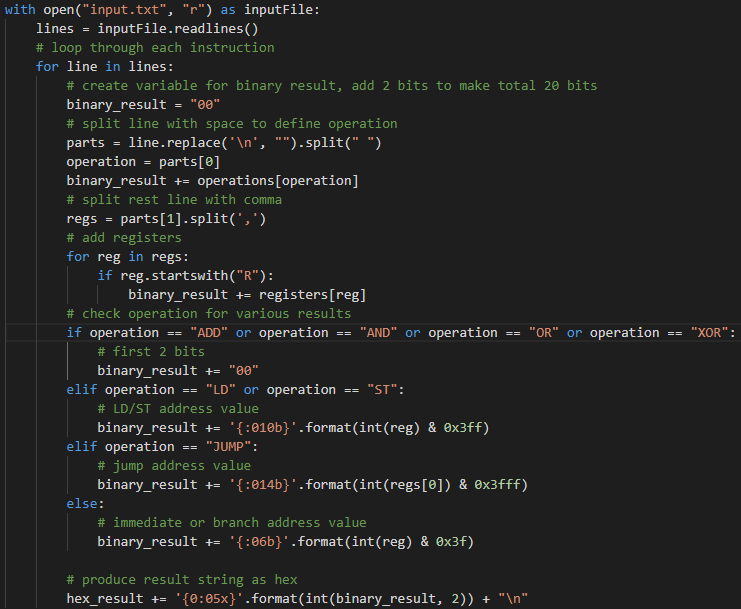 with open("input.txt", "r") as inputFile:
    lines = inputFile.readlines()
    # loop through each instruction
    for line in lines:
        # create variable for binary result, add 2 bits to make total 20 bits
        binary_result = "00"
        # split line with space to define operation
        parts = line.replace('\n', "").split(" ")
        operation = parts[0]
        binary_result += operations[operation]
        # split rest line with comma
        regs = parts[1].split(',')
        # add registers
        for reg in regs:
            if reg.startswith("R"):
                binary_result += registers[reg]
        # check operation for various results
        if operation == "ADD" or operation == "AND" or operation == "OR" or operation == "XOR":
            # first 2 bits
            binary_result += "00"
        elif operation == "LD" or operation == "ST":
            # LD/ST address value
            binary_result += '{:010b}'.format(int(reg) & 0x3ff)
        elif operation == "JUMP":
            # jump address value
            binary_result += '{:014b}'.format(int(regs[0]) & 0x3fff)
        else:
            # immediate or branch address value
            binary_result += '{:06b}'.format(int(reg) & 0x3f)

        # produce result string as hex
        hex_result += '{0:05x}'.format(int(binary_result, 2)) + "\n"